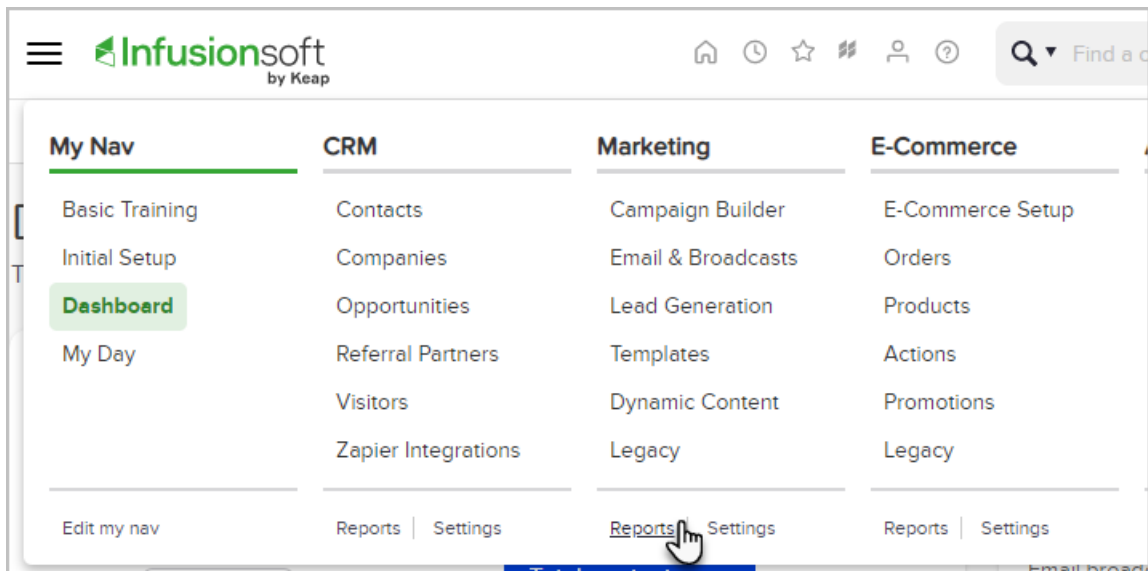 Infusionsoft
by Keap
Find a
My Nav
CRM
Marketing
E-Commerce
Basic Training
Contacts
Campaign Builder
E-Commerce Setup
Initial Setup
Companies
Email & Broadcasts
Orders
Dashboard
Opportunities
Lead Generation
Products
My Day
Referral Partners
Templates
Actions
Visitors
Dynamic Content
Promotions
Zapier Integrations
Legacy
Legacy
Edit my nav
Reports | Settings
Reports | Settings
Reports | Settings